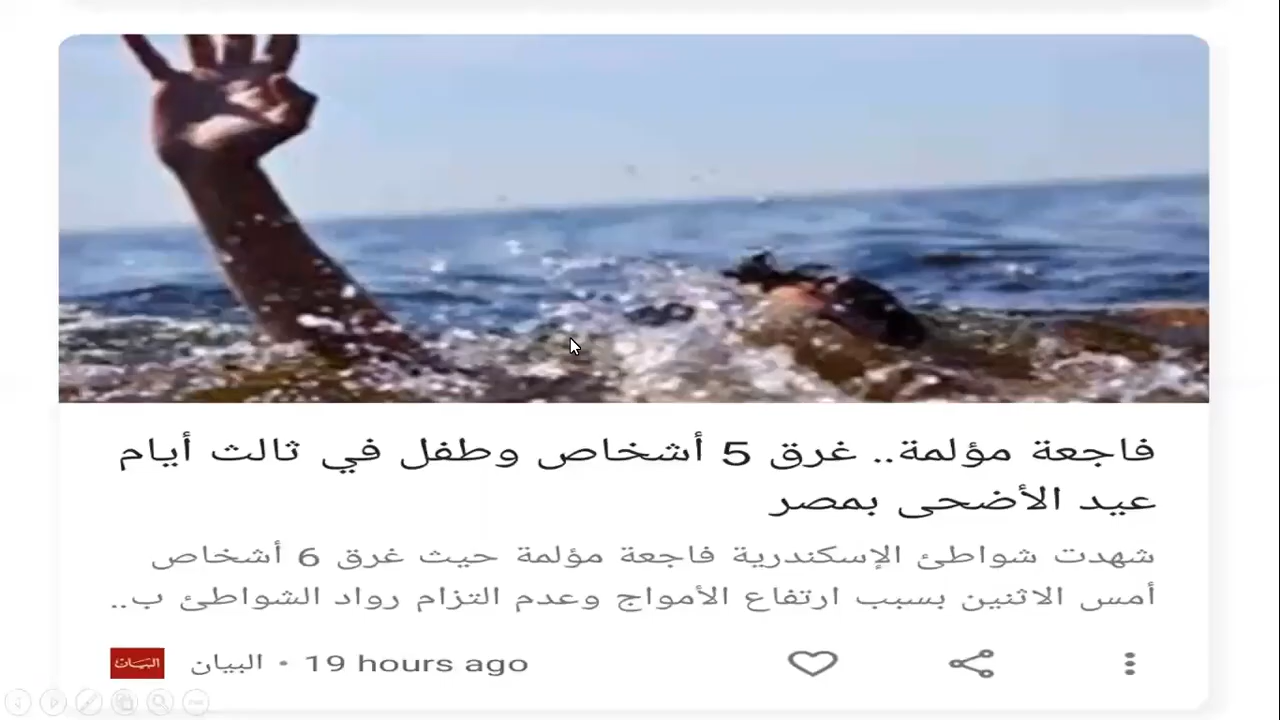 فاجعة مؤلمة.. غرق 5 أشخاص وطفل في ثالث أيام
عيد الأضحى بمصر
شهدت شواطئ الإسكندرية فاجعة مؤلمة حيث غرق 6 أشخاص
أمس الاثنين بسبب ارتفاع الأمواج وعدم التزام رواد الشواطئ ب..
البيان
البيان • 19 hours ago